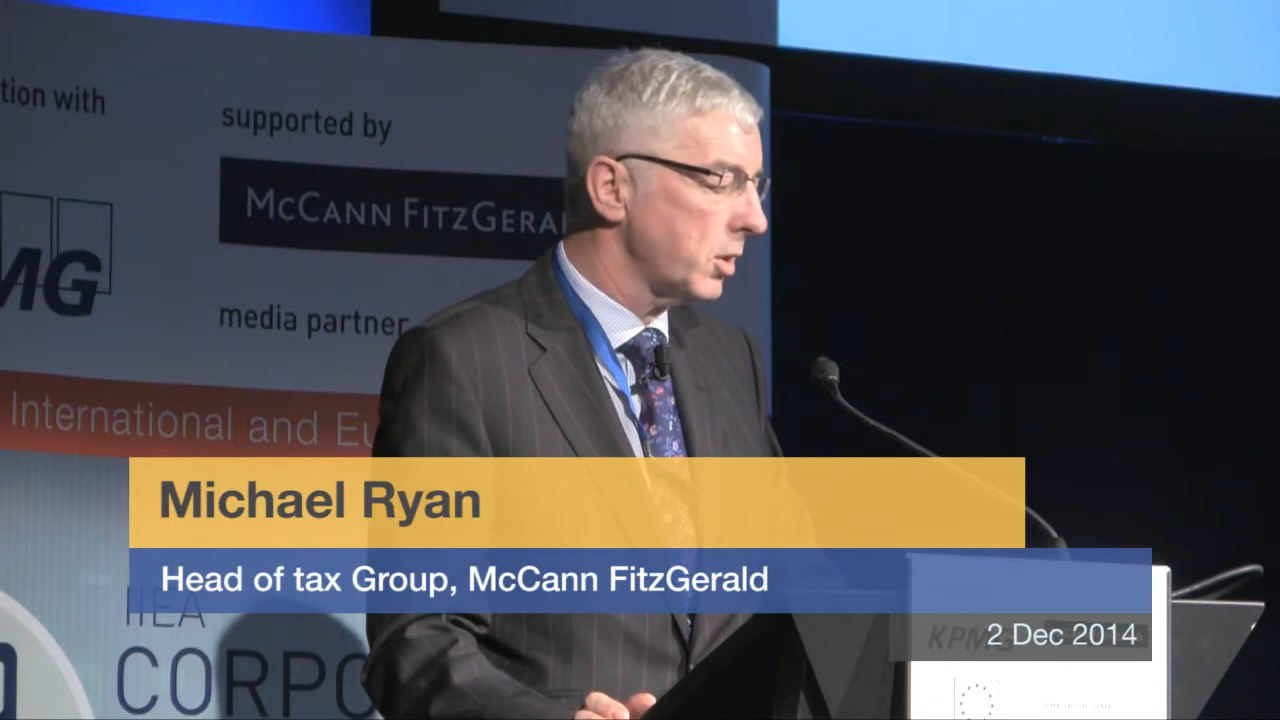 tion with
supported by
McCANN FITZGERA
MG
media partner
International and Eu
Michael Ryan
Head of tax Group, McCann FitzGerald
IIEA
CORPO
KPMG
2 Dec 2014